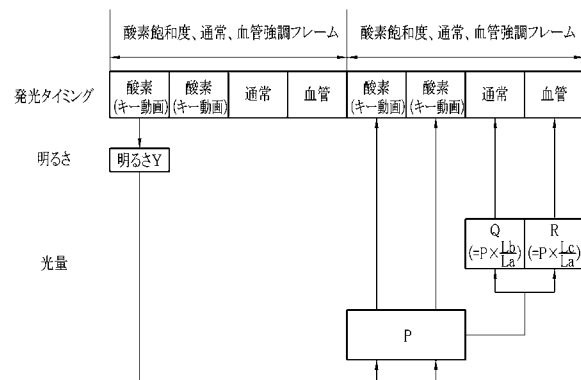 酸素飽和度、通常、血管強調フレーム
酸素飽和度、通常、血管強調フレーム
発光タイミング
酸素
(キー動画)
酸素
(キー動画)
通常
血管
酸素
(キー動画)
酸素
(キー動画)
通常
血管
明るさ
明るさY
光量
Q
(=P×Lb/La)
R
(=P×Lc/La)
P